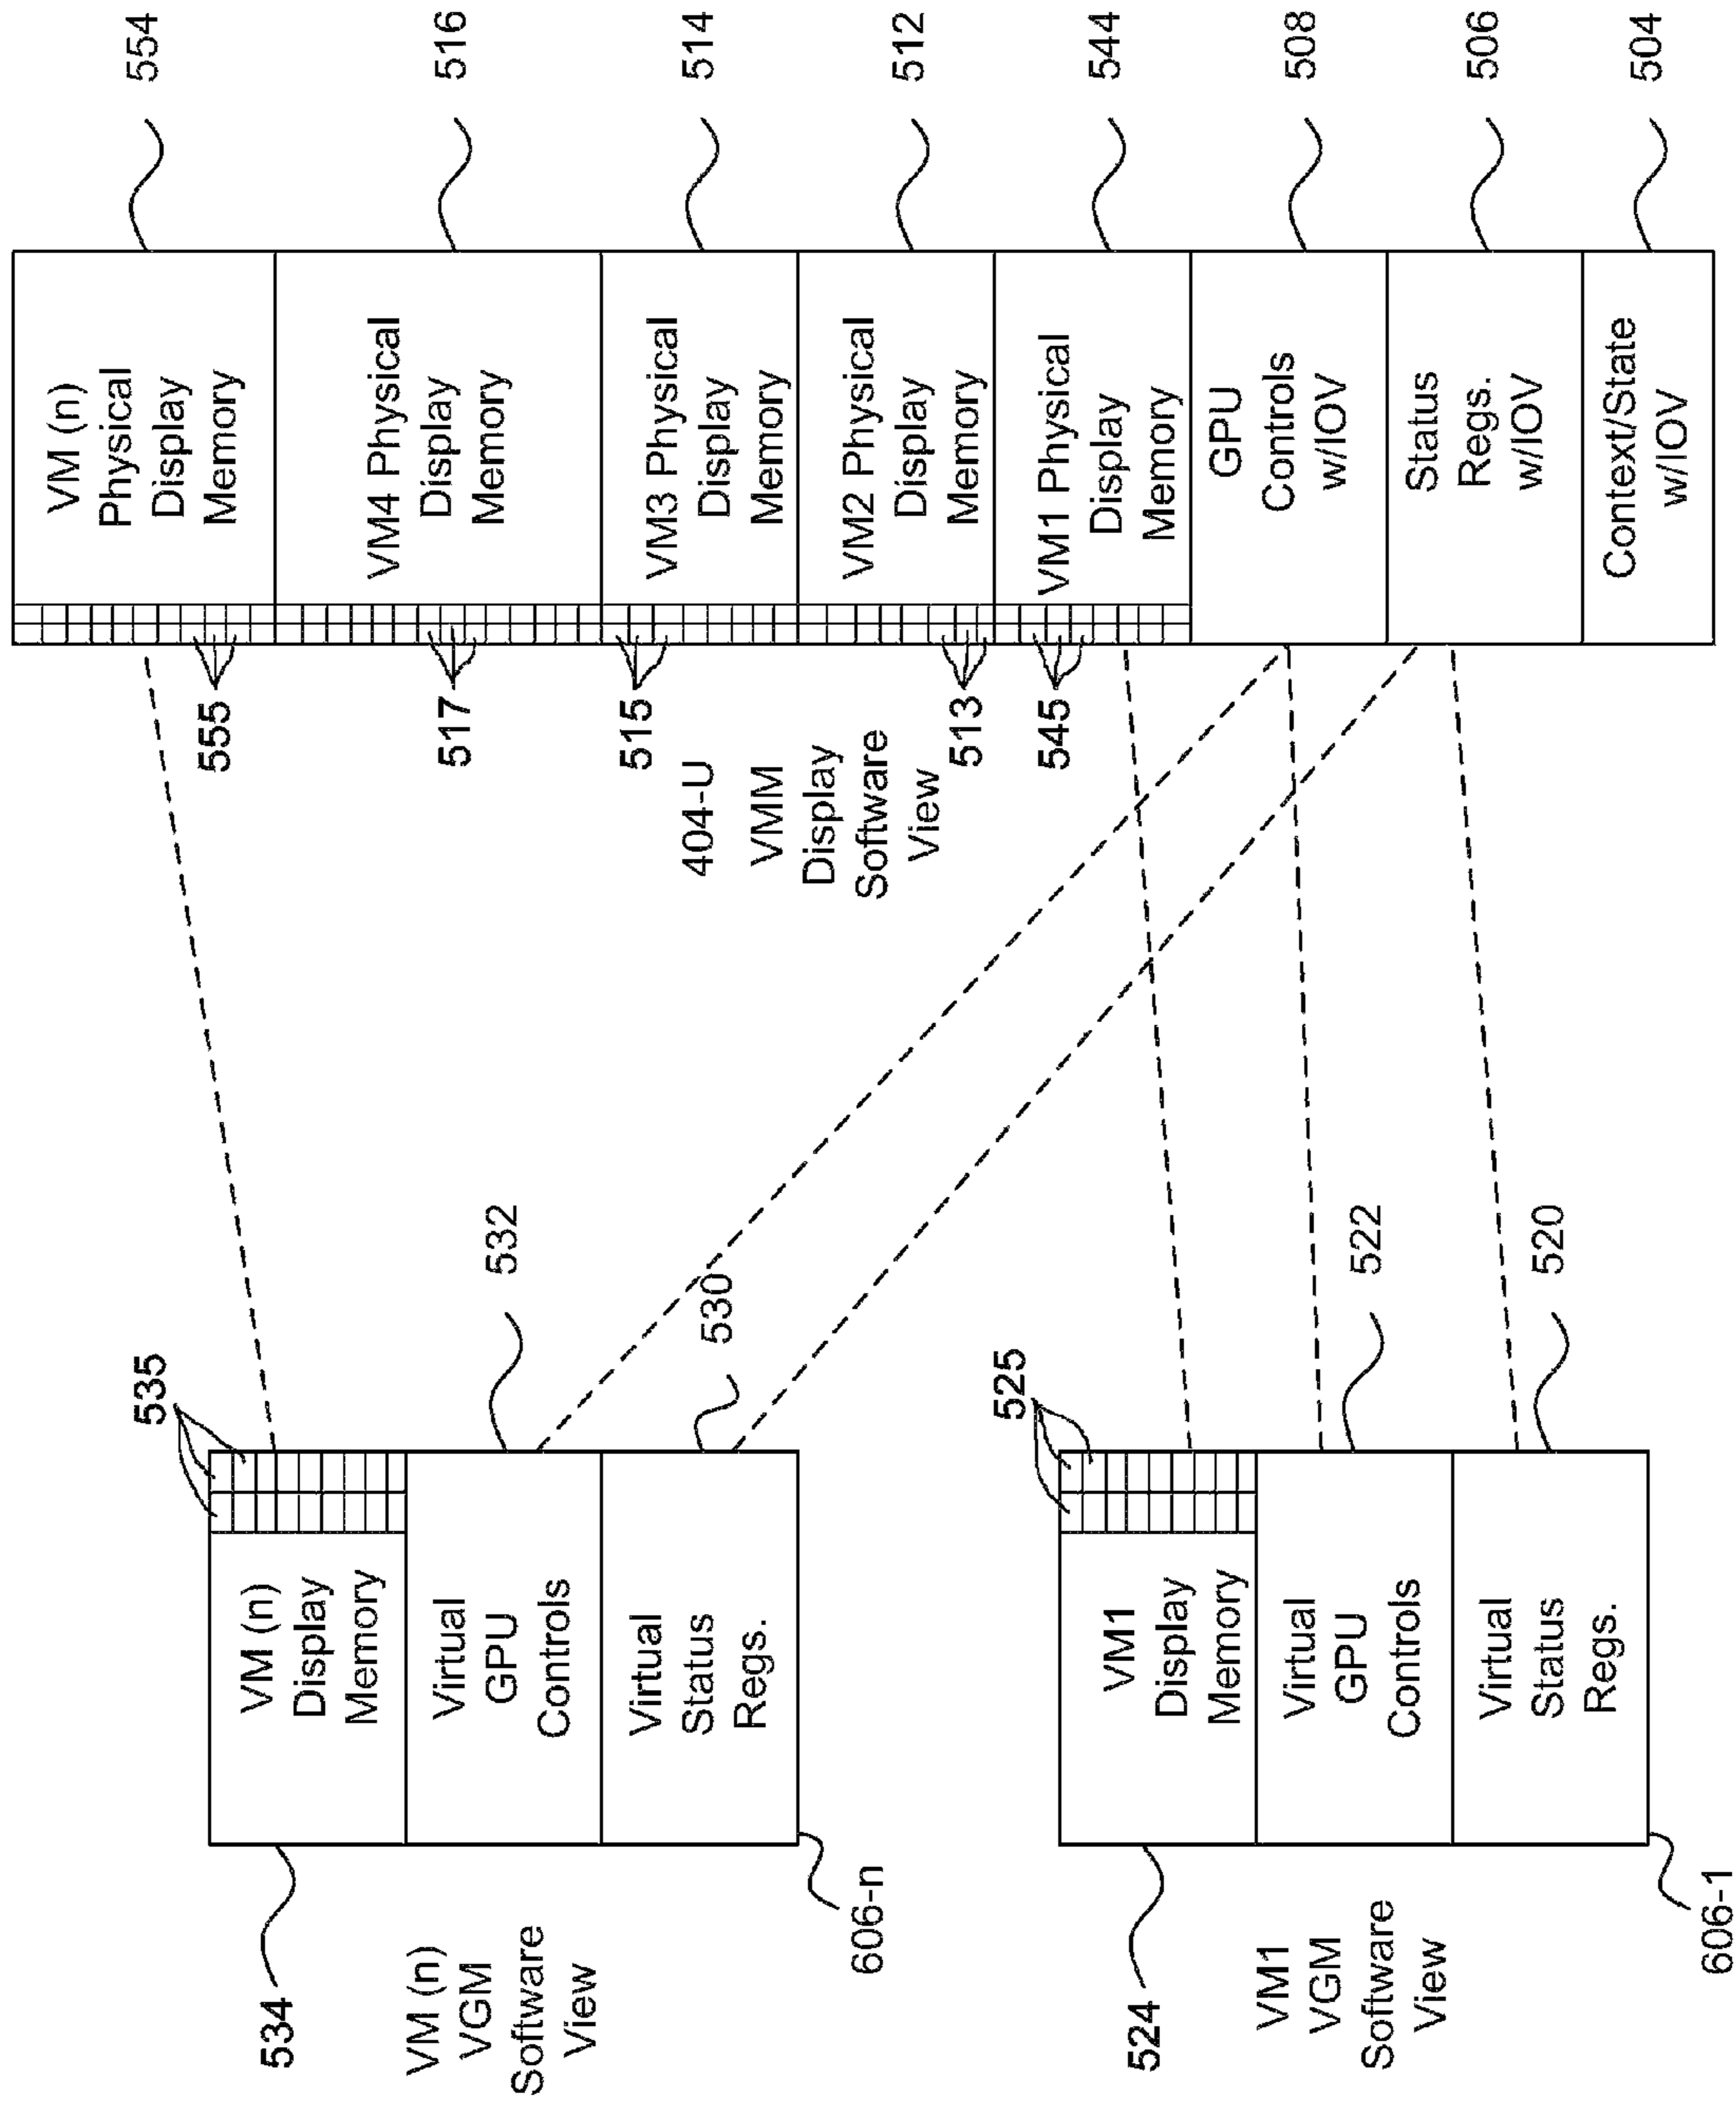 534
VM (n)
VGM
Software
View
606-n
VM (n)
Display
Memory
535
Virtual
GPU
Controls
532
Virtual
Status
Regs.
530
524
VM1
VGM
Software
View
606-1
VM1
Display
Memory
525
Virtual
GPU
Controls
522
Virtual
Status
Regs.
520
404-U
VMM
Display
Software
View
555
517
515
513
545
VM (n)
Physical
Display
Memory
554
VM4 Physical
Display
Memory
516
VM3 Physical
Display
Memory
514
VM2 Physical
Display
Memory
512
VM1 Physical
Display
Memory
544
GPU
Controls
w/IOV
508
Status
Regs.
w/IOV
506
Context/State
w/IOV
504